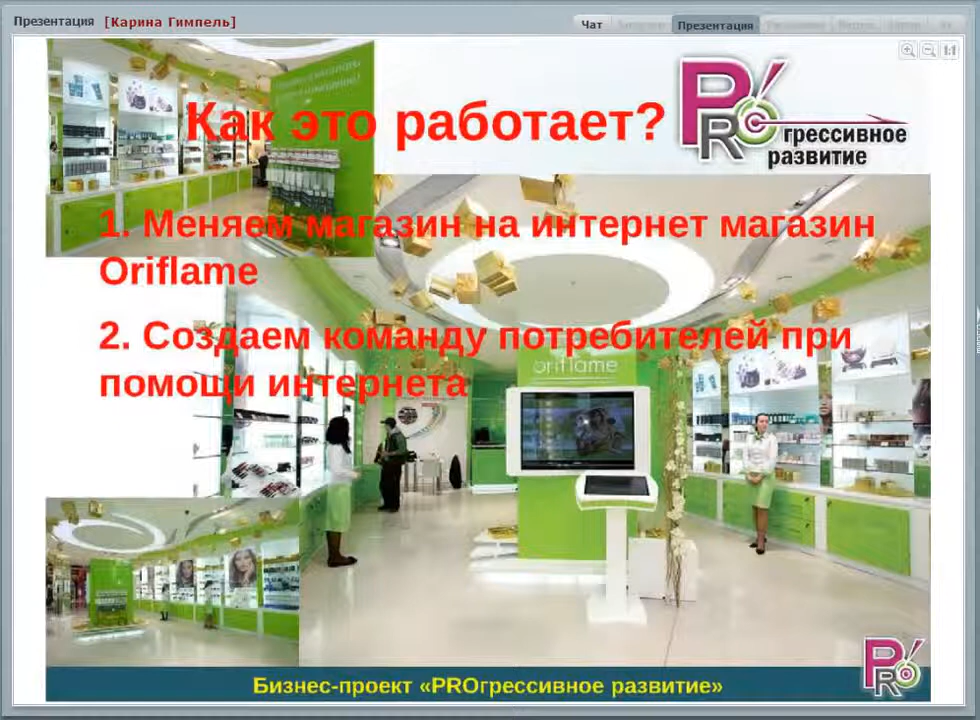 Презентация [Карина Гимпель]
Чат
Презентация
Как это работает?
PRO
грессивное
развитие
1. Меняем магазин на интернет магазин
Oriflame
2. Создаем команду потребителей при
помощи интернета
oriflame
Бизнес-проект «PROгрессивное развитие»
PRO